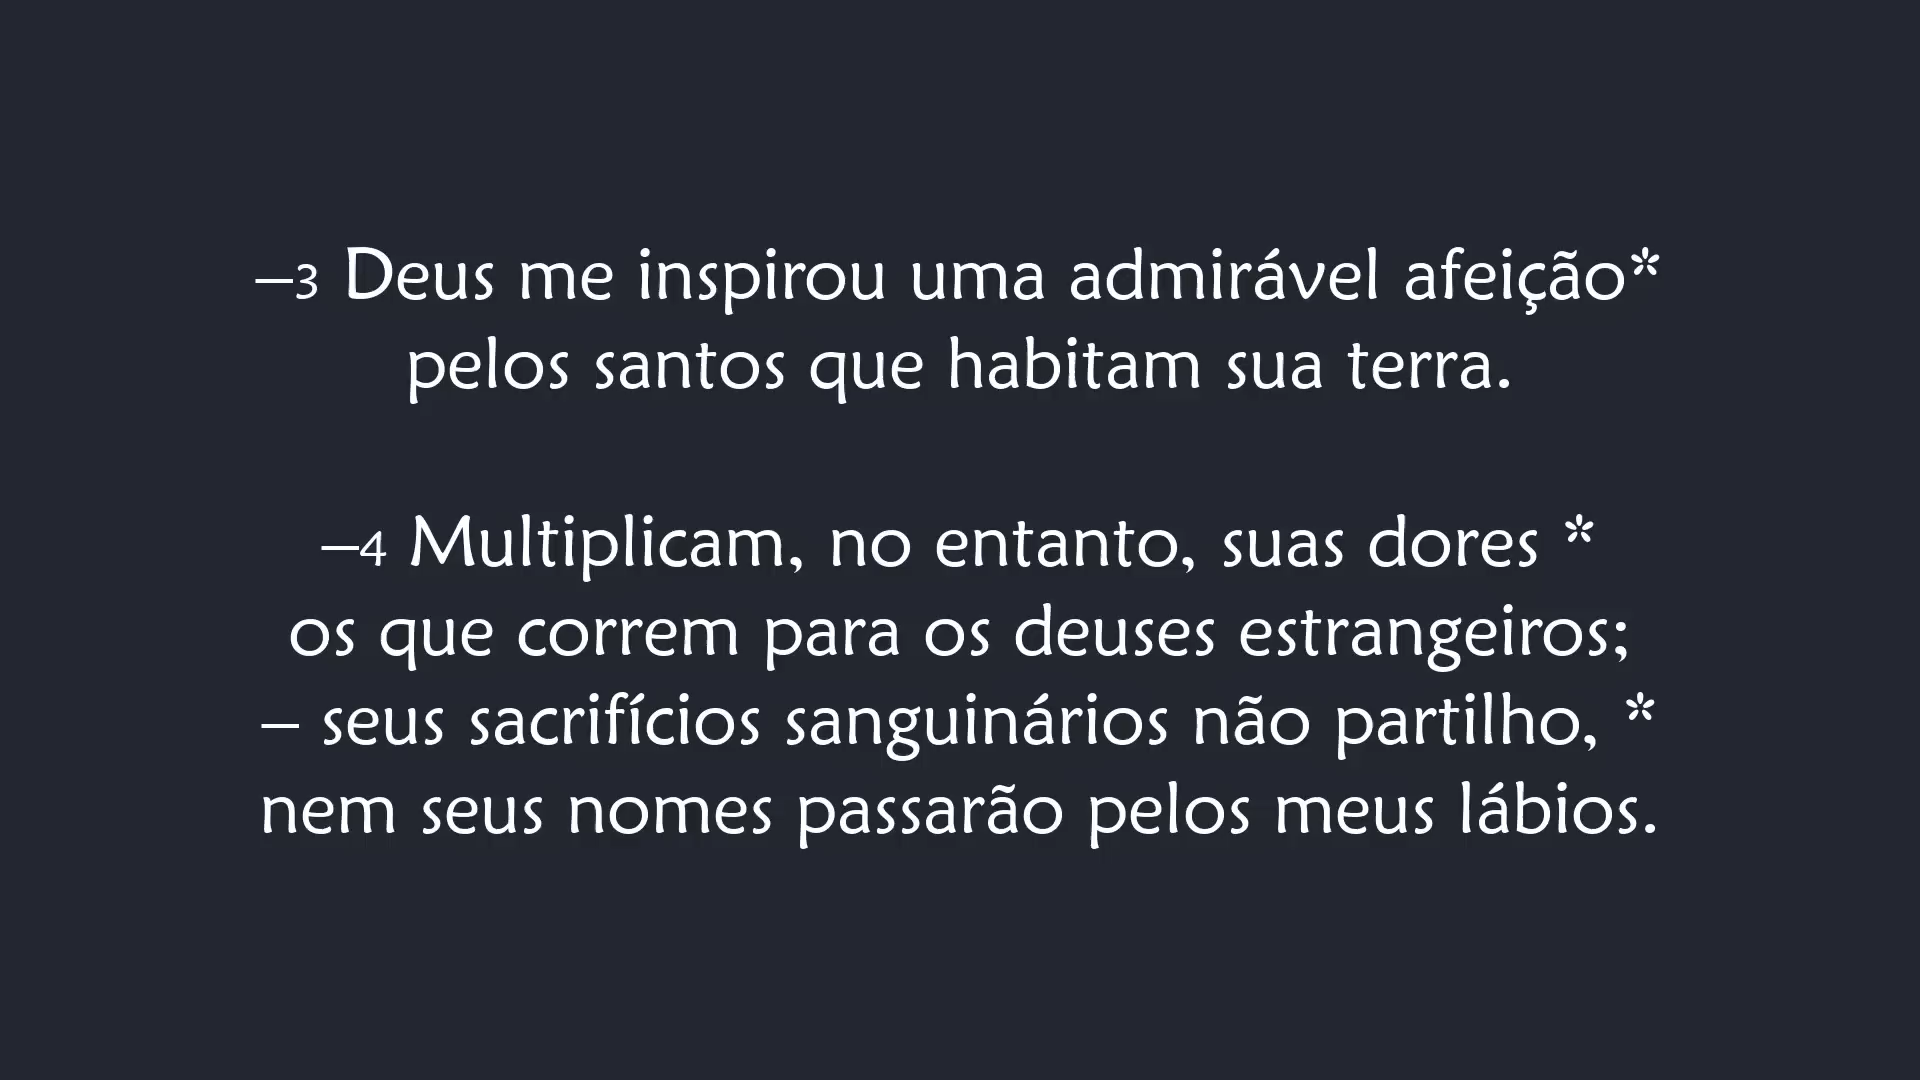 –3 Deus me inspirou uma admirável afeição*
pelos santos que habitam sua terra.
–4 Multiplicam, no entanto, suas dores *
os que correm para os deuses estrangeiros;
– seus sacrifícios sanguinários não partilho, *
nem seus nomes passarão pelos meus lábios.